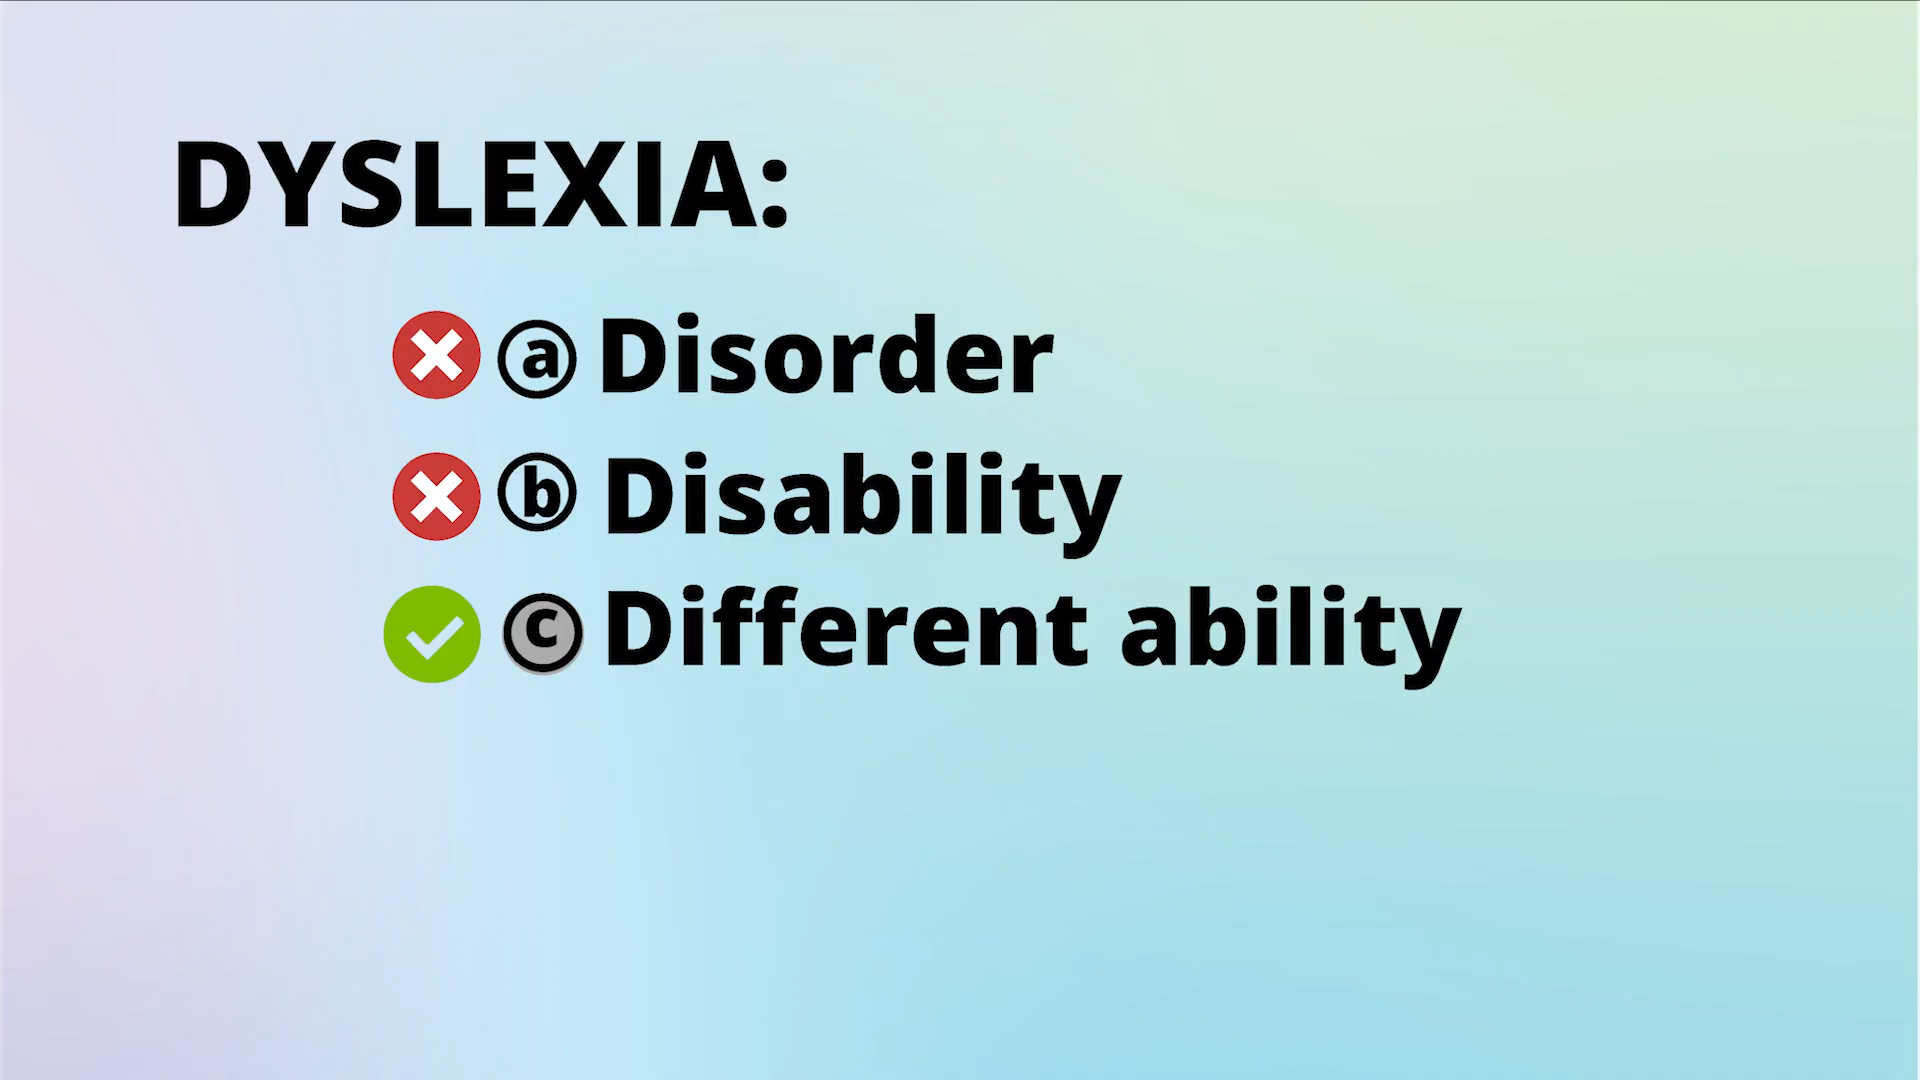 DYSLEXIA:
ⓐ Disorder
ⓑ Disability
ⓒ Different ability